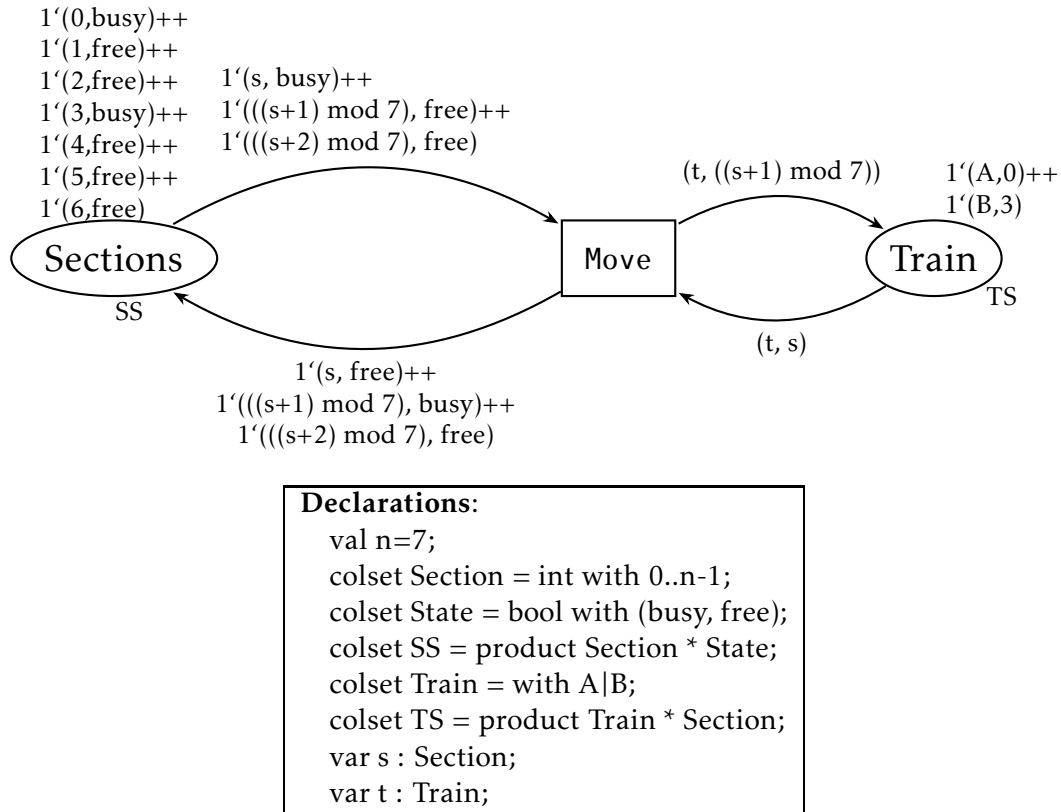 1‘(0,busy)++
1‘(1,free)++
1‘(2,free)++
1‘(3,busy)++
1‘(4,free)++
1‘(5,free)++
1‘(6,free)
Sections
SS
1‘(s, busy)++
1‘(((s+1) mod 7), free)++
1‘(((s+2) mod 7), free)
Move
(t, ((s+1) mod 7))
1‘(A,0)++
1‘(B,3)
Train
TS
(t, s)
1‘(s, free)++
1‘(((s+1) mod 7), busy)++
1‘(((s+2) mod 7), free)
Declarations:
val n=7;
colset Section = int with 0..n-1;
colset State = bool with (busy, free);
colset SS = product Section * State;
colset Train = with A|B;
colset TS = product Train * Section;
var s : Section;
var t : Train;